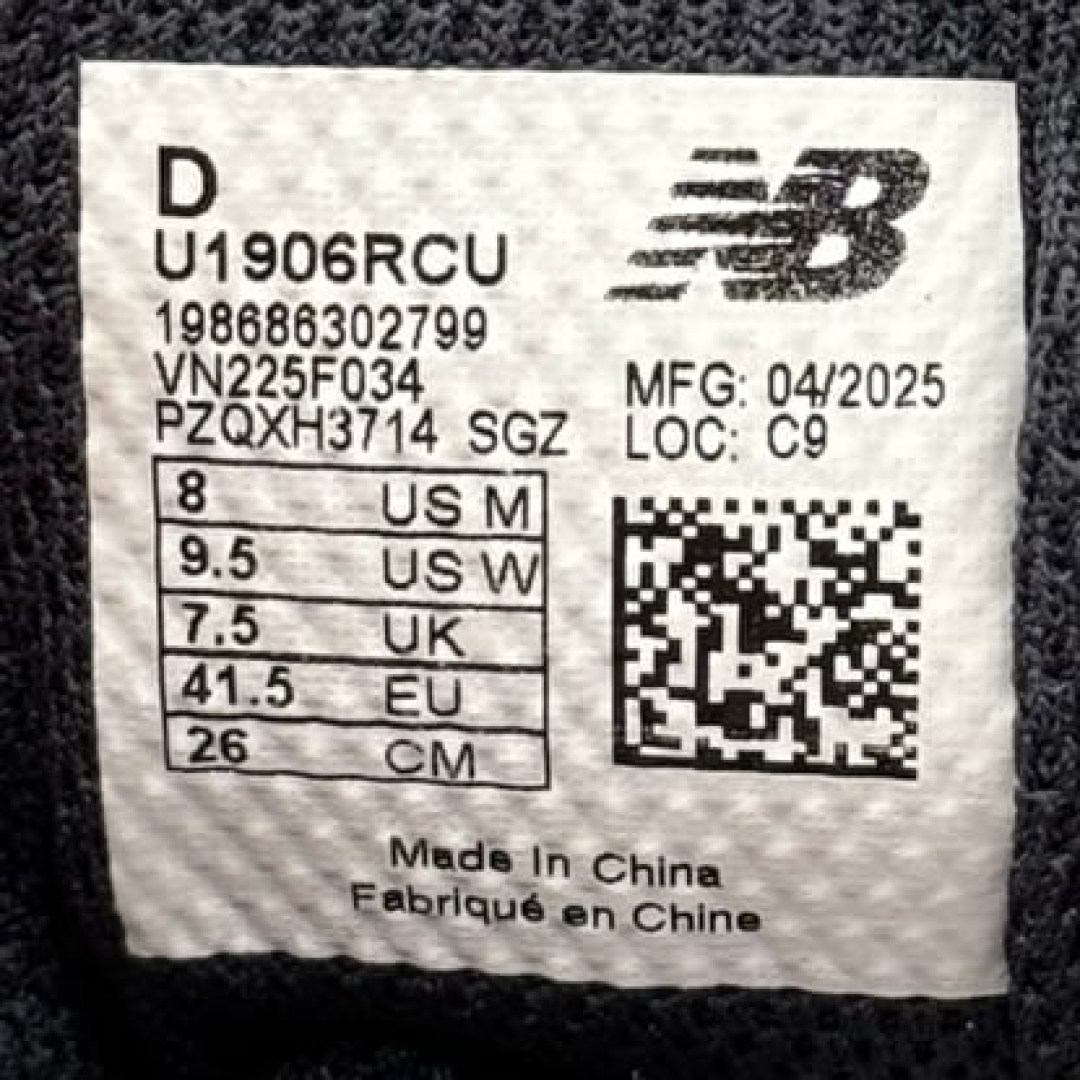 D
NB
U1906RCU
198686302799
VN225F034
PZQXH3714 SGZ
MFG: 04/2025
LOC: C9
8 US M
9.5 US W
7.5 UK
41.5 EU
26 CM
Made In China
Fabriqué en Chine